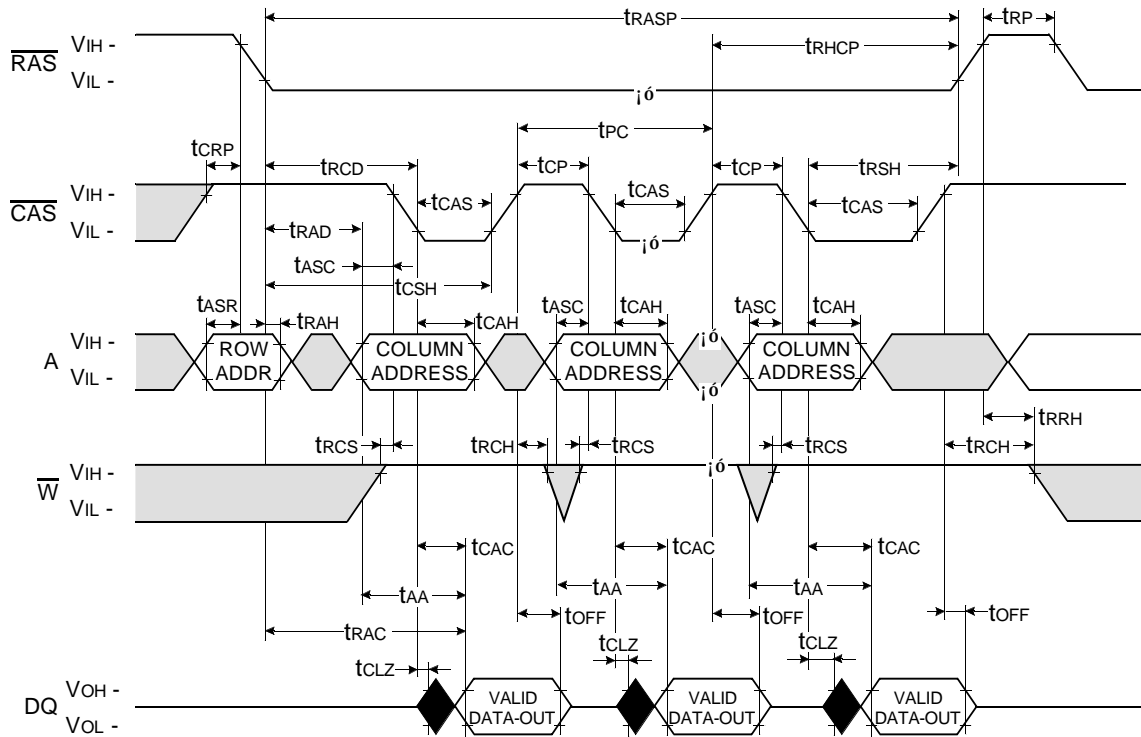 tRASP
tRP
tRHCP
RAS
VIH -
VIL -
¡ó
tCRP
tRCD
tPC
tCP
tCP
tRSH
CAS
VIH -
VIL -
tCAS
tCAS
tCAS
¡ó
tRAD
tASC
tCSH
tASR
tRAH
tCAH
tASC
tCAH
tASC
tCAH
A
VIH -
VIL -
ROW
ADDR
COLUMN
ADDRESS
COLUMN
ADDRESS
¡ó
¡ó
COLUMN
ADDRESS
tRRH
tRCS
tRCH
tRCS
tRCS
tRCH
W
VIH -
VIL -
¡ó
tCAC
tCAC
tCAC
tAA
tAA
tAA
tOFF
tOFF
tOFF
tRAC
tCLZ
tCLZ
tCLZ
DQ
VOH -
VOL -
VALID
DATA-OUT
VALID
DATA-OUT
VALID
DATA-OUT